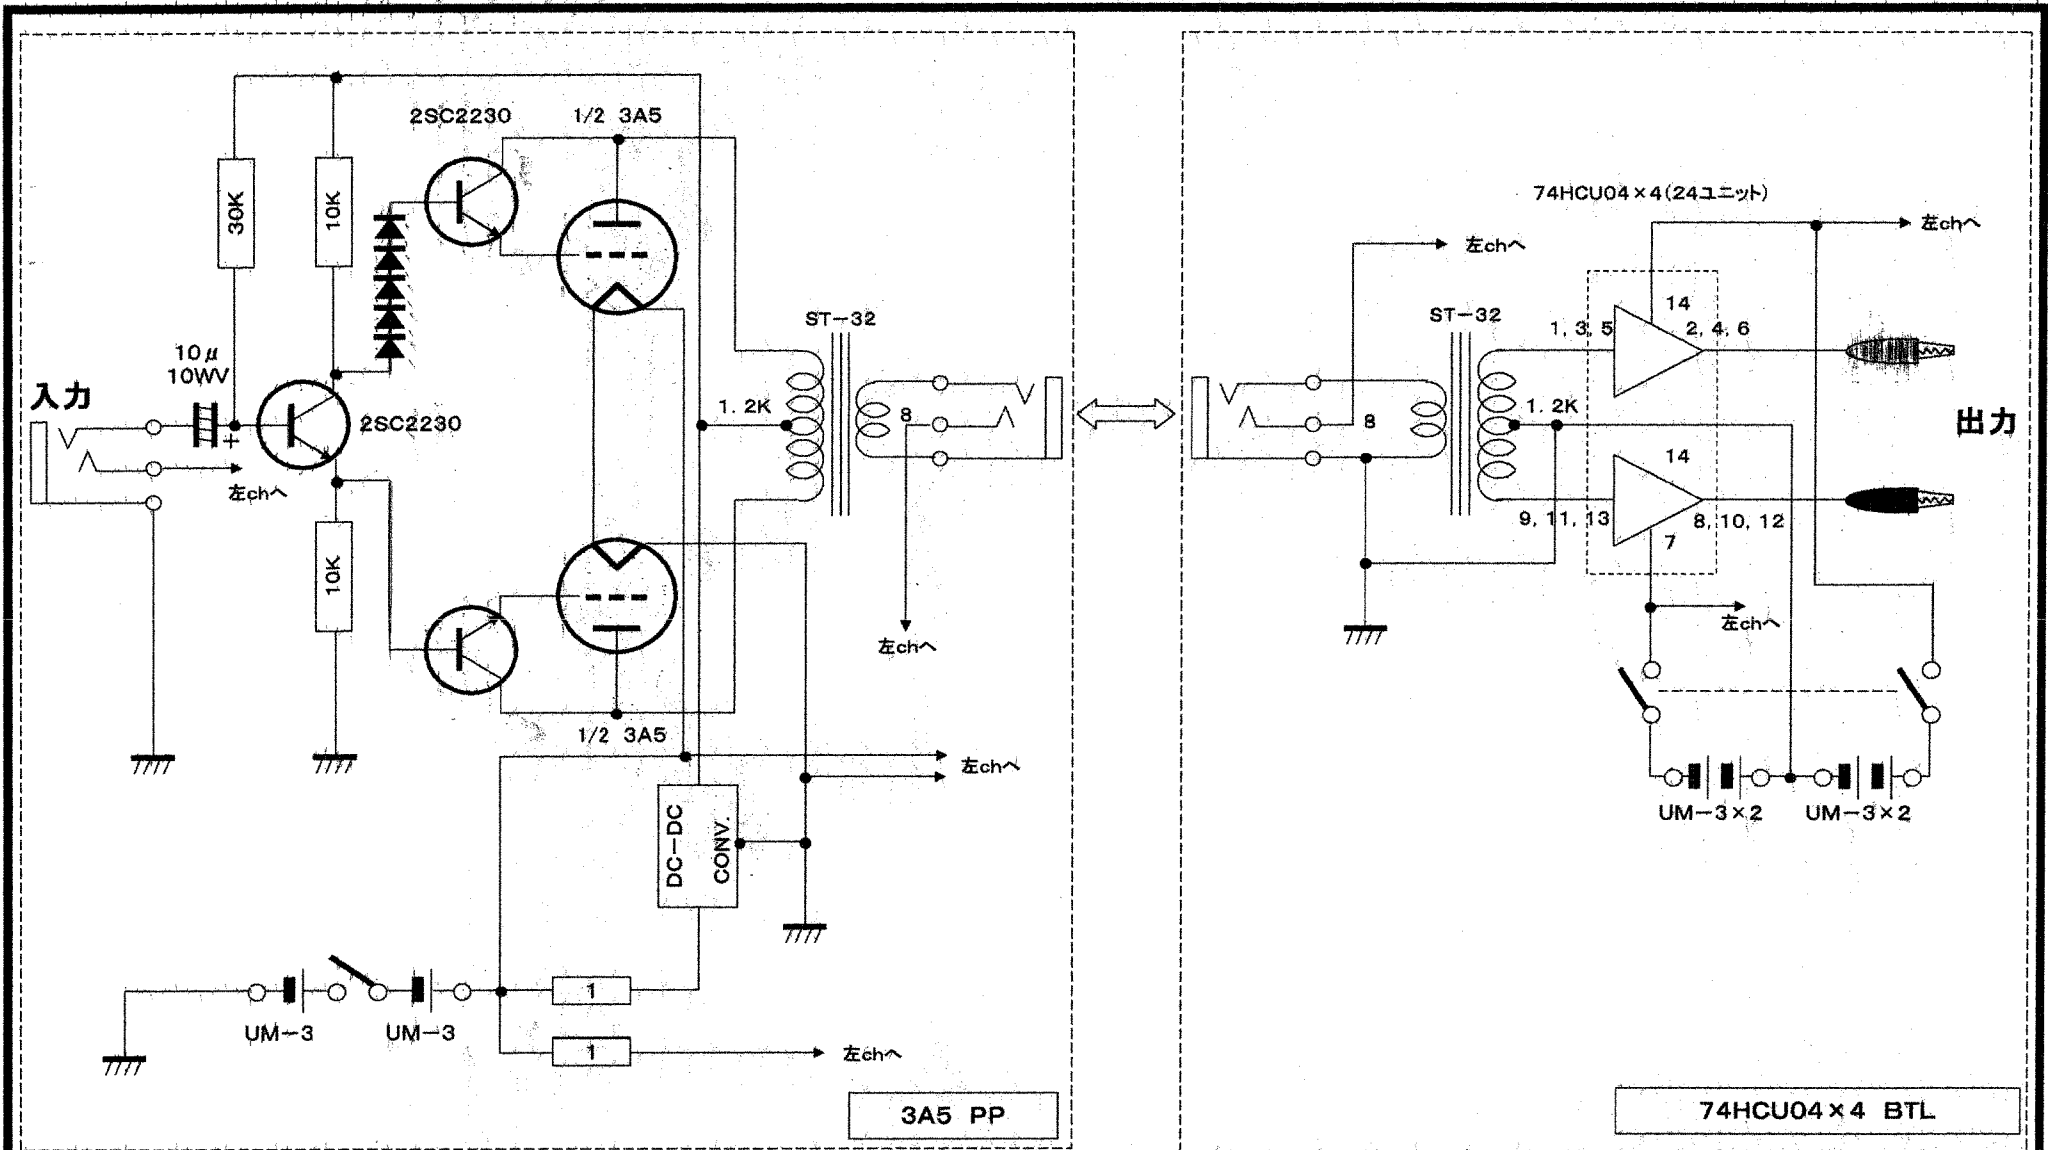 2SC2230
1/2 3A5
30K
10K
10μ
10WV
入力
2SC2230
左chへ
10K
1/2 3A5
ST-32
1. 2K
8
左chへ
左chへ
DC-DC
CONV.
UM-3
UM-3
1
1
左chへ
3A5 PP
74HCU04×4(24ユニット)
左chへ
左chへ
ST-32
14
1, 3, 5
2, 4, 6
8
1. 2K
出力
14
9, 11, 13
8, 10, 12
7
左chへ
UM-3×2
UM-3×2
74HCU04×4 BTL